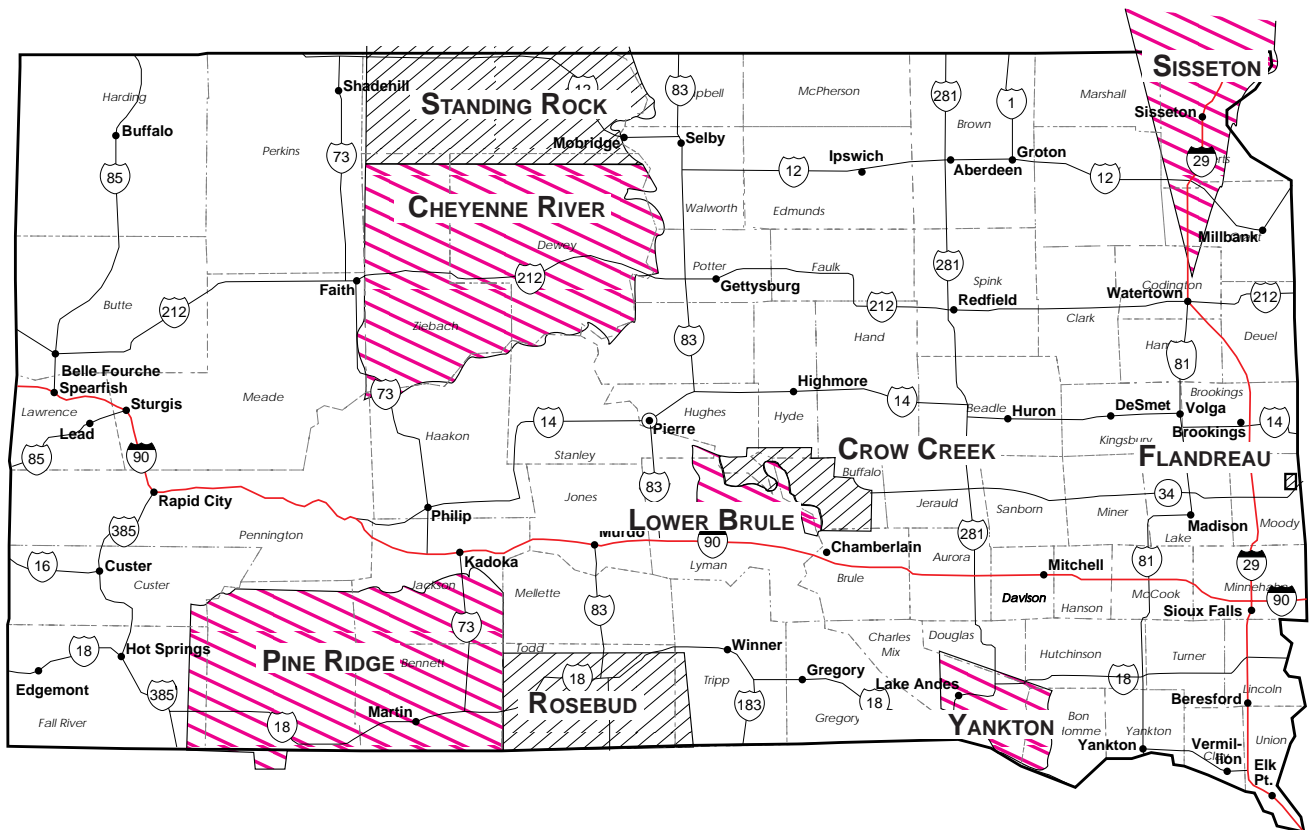 SISSETON
Harding
Shadehill
12
STANDING ROCK
83
pbell
McPherson
281
1
Marshall
Sisseton
Buffalo
Brown
Mobridge
Selby
Perkins
73
Ipswich
Groton
Aberdeen
29
rts
85
12
12
CHEYENNE RIVER
Walworth
Edmunds
Millbank
Dewey
212
Potter
Faulk
281
Spink
Faith
Gettysburg
Codington
Butte
212
212
Redfield
Watertown
212
Ziebach
Clark
83
Hand
Ham
Deuel
81
Belle Fourche
Spearfish
Highmore
73
Meade
Brookings
Lawrence
Sturgis
14
Hughes
Hyde
Beadle
Huron
DeSmet
Volga
Lead
14
Pierre
Brookings
14
Haakon
Kingsbury
85
90
Stanley
CROW CREEK
FLANDREAU
Buffalo
83
Rapid City
Jones
34
Jerauld
Sanborn
Miner
Philip
LOWER BRULE
Madison
Moody
385
Pennington
Murdo
90
281
Lake
Chamberlain
Kadoka
Aurora
16
Custer
Lyman
81
29
Mitchell
Custer
Jackson
Brule
Minnehaha
Mellette
Davison
McCook
90
83
Hanson
Sioux Falls
73
Charles
Mix
Douglas
18
Hot Springs
Todd
Winner
Hutchinson
Turner
PINE RIDGE
Bennett
Edgemont
18
Tripp
Gregory
18
385
Lake Andes
Lincoln
ROSEBUD
183
18
Beresford
Martin
Fall River
18
Gregory
YANKTON
Bon
Homme
Yankton
Union
Yankton
Vermil-
lion
Clay
Elk
Pt.